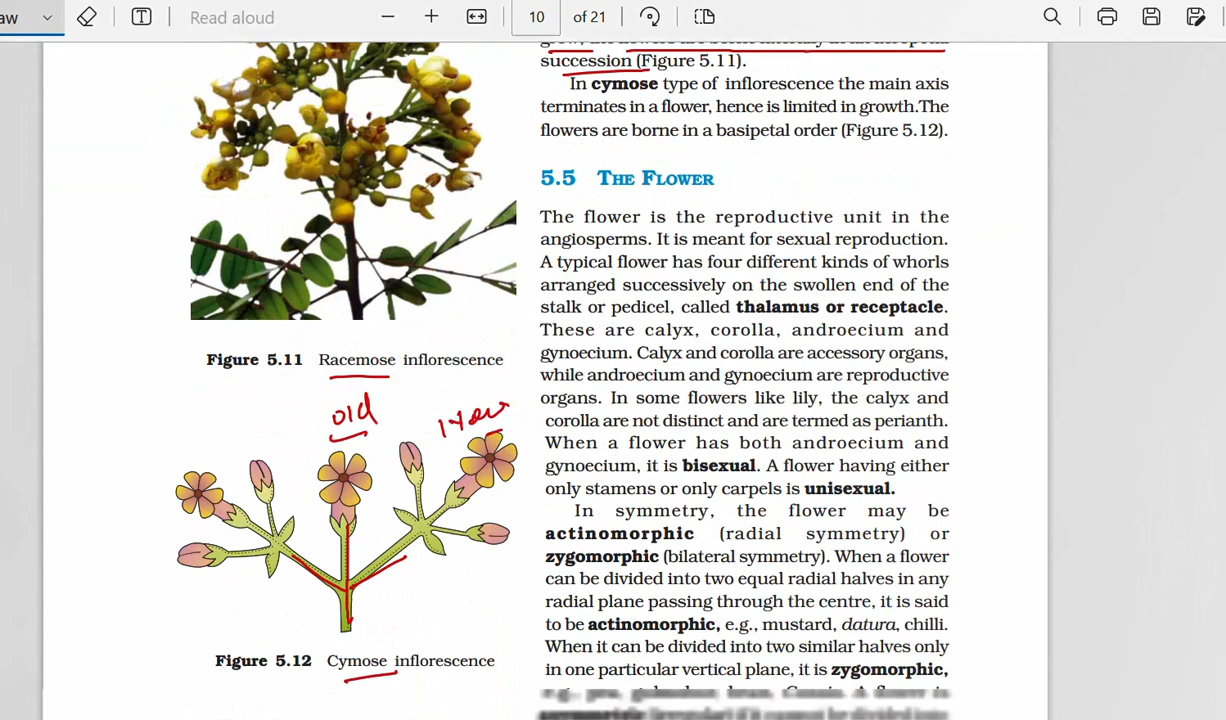 aw
Read aloud
10 of 21
succession (Figure 5.11).
In cymose type of inflorescence the main axis
terminates in a flower, hence is limited in growth.The
flowers are borne in a basipetal order (Figure 5.12).
5.5 THE FLOWER
The flower is the reproductive unit in the
angiosperms. It is meant for sexual reproduction.
A typical flower has four different kinds of whorls
arranged successively on the swollen end of the
stalk or pedicel, called thalamus or receptacle.
These are calyx, corolla, androecium and
gynoecium. Calyx and corolla are accessory organs,
while androecium and gynoecium are reproductive
organs. In some flowers like lily, the calyx and
corolla are not distinct and are termed as perianth.
When a flower has both androecium and
gynoecium, it is bisexual. A flower having either
only stamens or only carpels is unisexual.
In symmetry, the flower may be
actinomorphic (radial symmetry) or
zygomorphic (bilateral symmetry). When a flower
can be divided into two equal radial halves in any
radial plane passing through the centre, it is said
to be actinomorphic, e.g., mustard, datura, chilli.
When it can be divided into two similar halves only
in one particular vertical plane, it is zygomorphic,
Figure 5.11 Racemose inflorescence
old
Figure 5.12 Cymose inflorescence